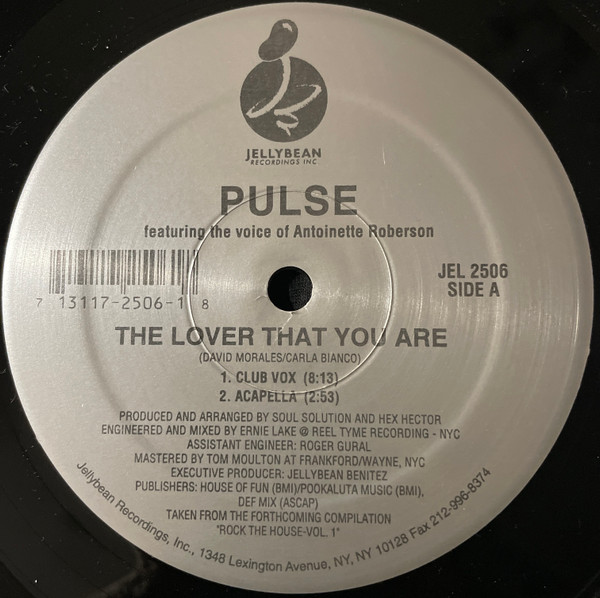 JELLYBEAN
RECORDINGS INC.
PULSE
featuring the voice of Antoinette Roberson
7 13117-2506-1 8
JEL 2506
SIDE A
THE LOVER THAT YOU ARE
(DAVID MORALES/CARLA BIANCO)
1. CLUB VOX (8:13)
2. ACAPELLA (2:53)
PRODUCED AND ARRANGED BY SOUL SOLUTION AND HEX HECTOR
ENGINEERED AND MIXED BY ERNIE LAKE @ REEL TYME RECORDING - NYC
ASSISTANT ENGINEER: ROGER GURAL
MASTERED BY TOM MOULTON AT FRANKFORD/WAYNE, NYC
EXECUTIVE PRODUCER: JELLYBEAN BENITEZ
PUBLISHERS: HOUSE OF FUN (BMI)/POOKALUTA MUSIC (BMI),
DEF MIX (ASCAP)
TAKEN FROM THE FORTHCOMING COMPILATION
"ROCK THE HOUSE-VOL. 1"
Jellybean Recordings, Inc., 1348 Lexington Avenue, NY, NY 10128 Fax 212-996-8374